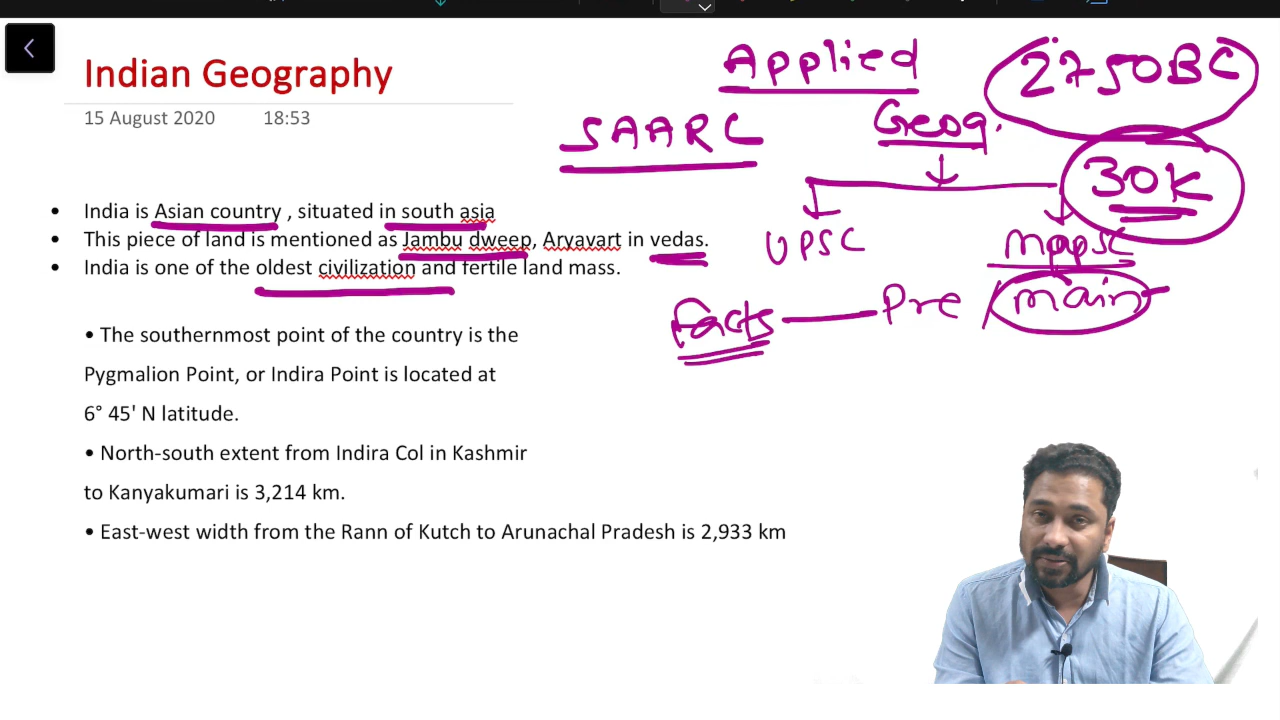 Indian Geography
15 August 2020 18:53
Applied
Geog.
2750BC
SAARC
30k
UPSC
Mppsc
Facts — Pre / main
• India is Asian country , situated in south asia
• This piece of land is mentioned as Jambu dweep, Aryavart in vedas.
• India is one of the oldest civilization and fertile land mass.
• The southernmost point of the country is the
Pygmalion Point, or Indira Point is located at
6° 45' N latitude.
• North-south extent from Indira Col in Kashmir
to Kanyakumari is 3,214 km.
• East-west width from the Rann of Kutch to Arunachal Pradesh is 2,933 km